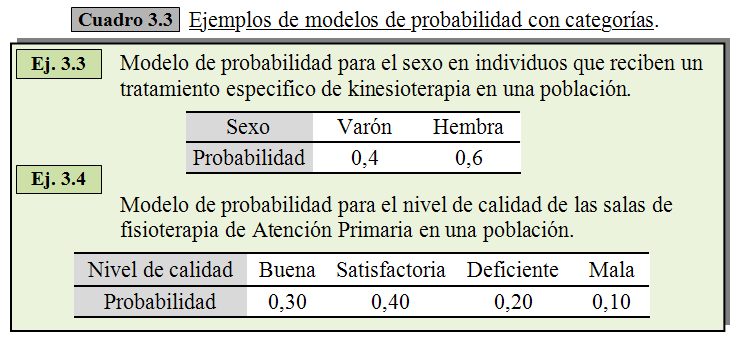 Cuadro 3.3 Ejemplos de modelos de probabilidad con categorías.
Ej. 3.3 Modelo de probabilidad para el sexo en individuos que reciben un
tratamiento especifico de kinesioterapia en una población.
Sexo Varón Hembra
Probabilidad 0,4 0,6
Ej. 3.4
Modelo de probabilidad para el nivel de calidad de las salas de
fisioterapia de Atención Primaria en una población.
Nivel de calidad Buena Satisfactoria Deficiente Mala
Probabilidad 0,30 0,40 0,20 0,10